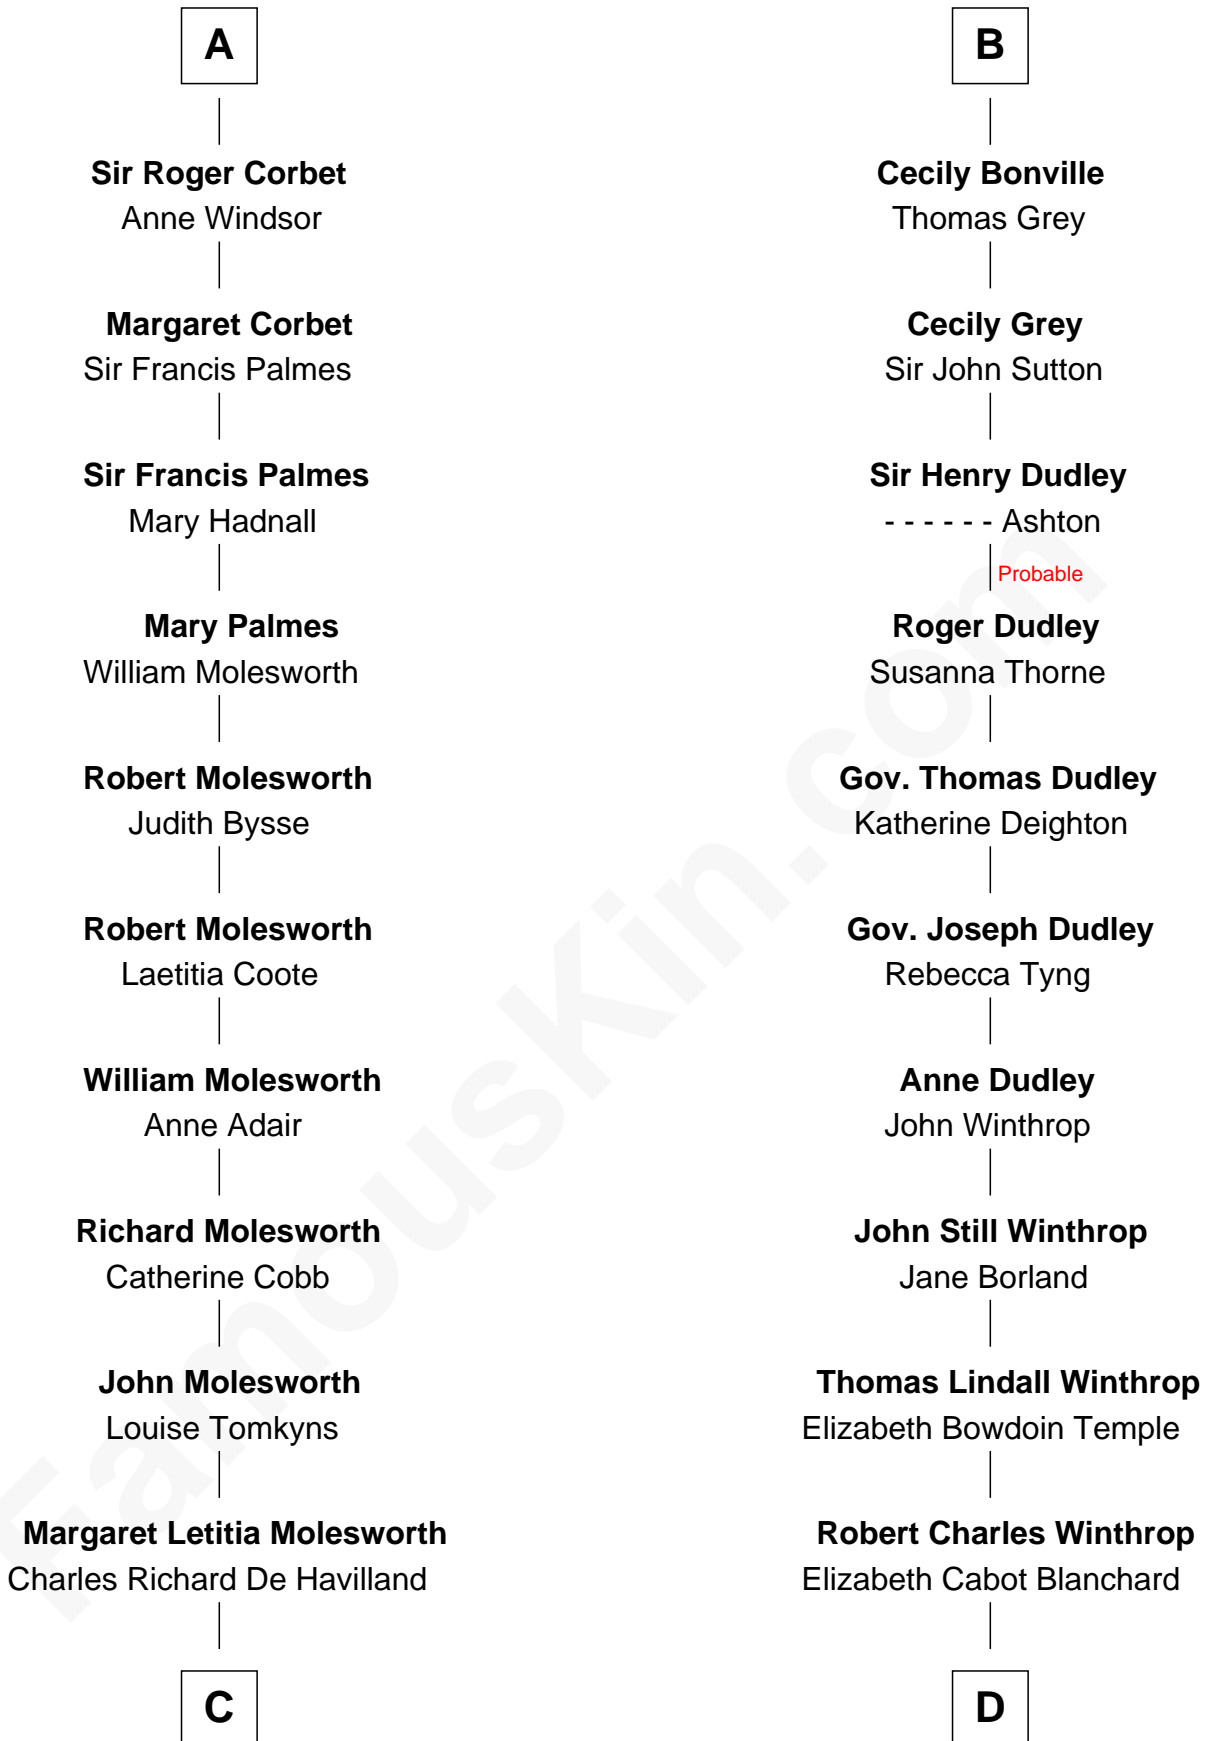 A
Sir Roger Corbet
Anne Windsor
Margaret Corbet
Sir Francis Palmes
Sir Francis Palmes
Mary Hadnall
Mary Palmes
William Molesworth
Robert Molesworth
Judith Bysse
Robert Molesworth
Laetitia Coote
William Molesworth
Anne Adair
Richard Molesworth
Catherine Cobb
John Molesworth
Louise Tomkyns
Margaret Letitia Molesworth
Charles Richard De Havilland
C
B
Cecily Bonville
Thomas Grey
Cecily Grey
Sir John Sutton
Sir Henry Dudley
- - - - - - Ashton
Probable
Roger Dudley
Susanna Thorne
Gov. Thomas Dudley
Katherine Deighton
Gov. Joseph Dudley
Rebecca Tyng
Anne Dudley
John Winthrop
John Still Winthrop
Jane Borland
Thomas Lindall Winthrop
Elizabeth Bowdoin Temple
Robert Charles Winthrop
Elizabeth Cabot Blanchard
D
FamousKin.com